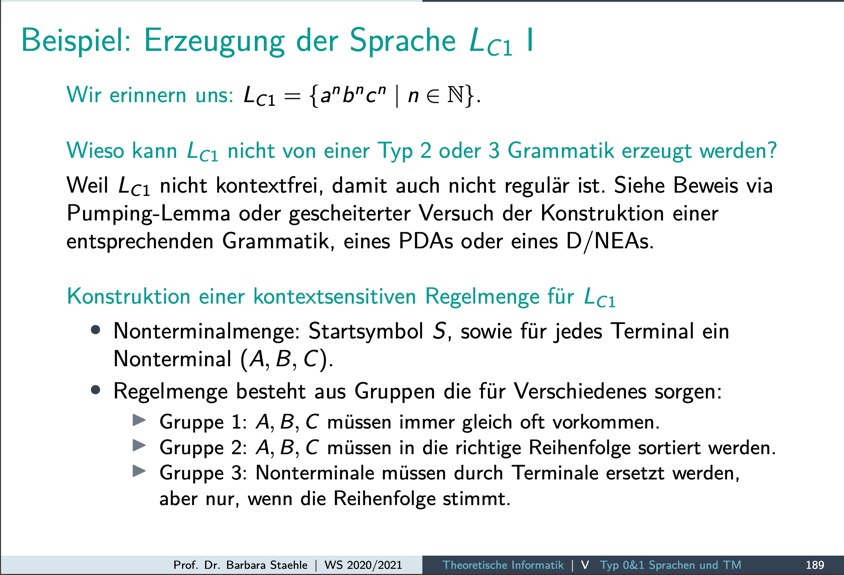 Beispiel: Erzeugung der Sprache L_C1 I
Wir erinnern uns: L_C1 = {aⁿbⁿcⁿ | n ∈ ℕ}.
Wieso kann L_C1 nicht von einer Typ 2 oder 3 Grammatik erzeugt werden?
Weil L_C1 nicht kontextfrei, damit auch nicht regulär ist. Siehe Beweis via
Pumping-Lemma oder gescheiterter Versuch der Konstruktion einer
entsprechenden Grammatik, eines PDAs oder eines D/NEAs.
Konstruktion einer kontextsensitiven Regelmenge für L_C1
• Nonterminalmenge: Startsymbol S, sowie für jedes Terminal ein
Nonterminal (A, B, C).
• Regelmenge besteht aus Gruppen die für Verschiedenes sorgen:
▶ Gruppe 1: A, B, C müssen immer gleich oft vorkommen.
▶ Gruppe 2: A, B, C müssen in die richtige Reihenfolge sortiert werden.
▶ Gruppe 3: Nonterminale müssen durch Terminale ersetzt werden,
aber nur, wenn die Reihenfolge stimmt.
Prof. Dr. Barbara Staehle | WS 2020/2021 Theoretische Informatik | V Typ 0&1 Sprachen und TM 189